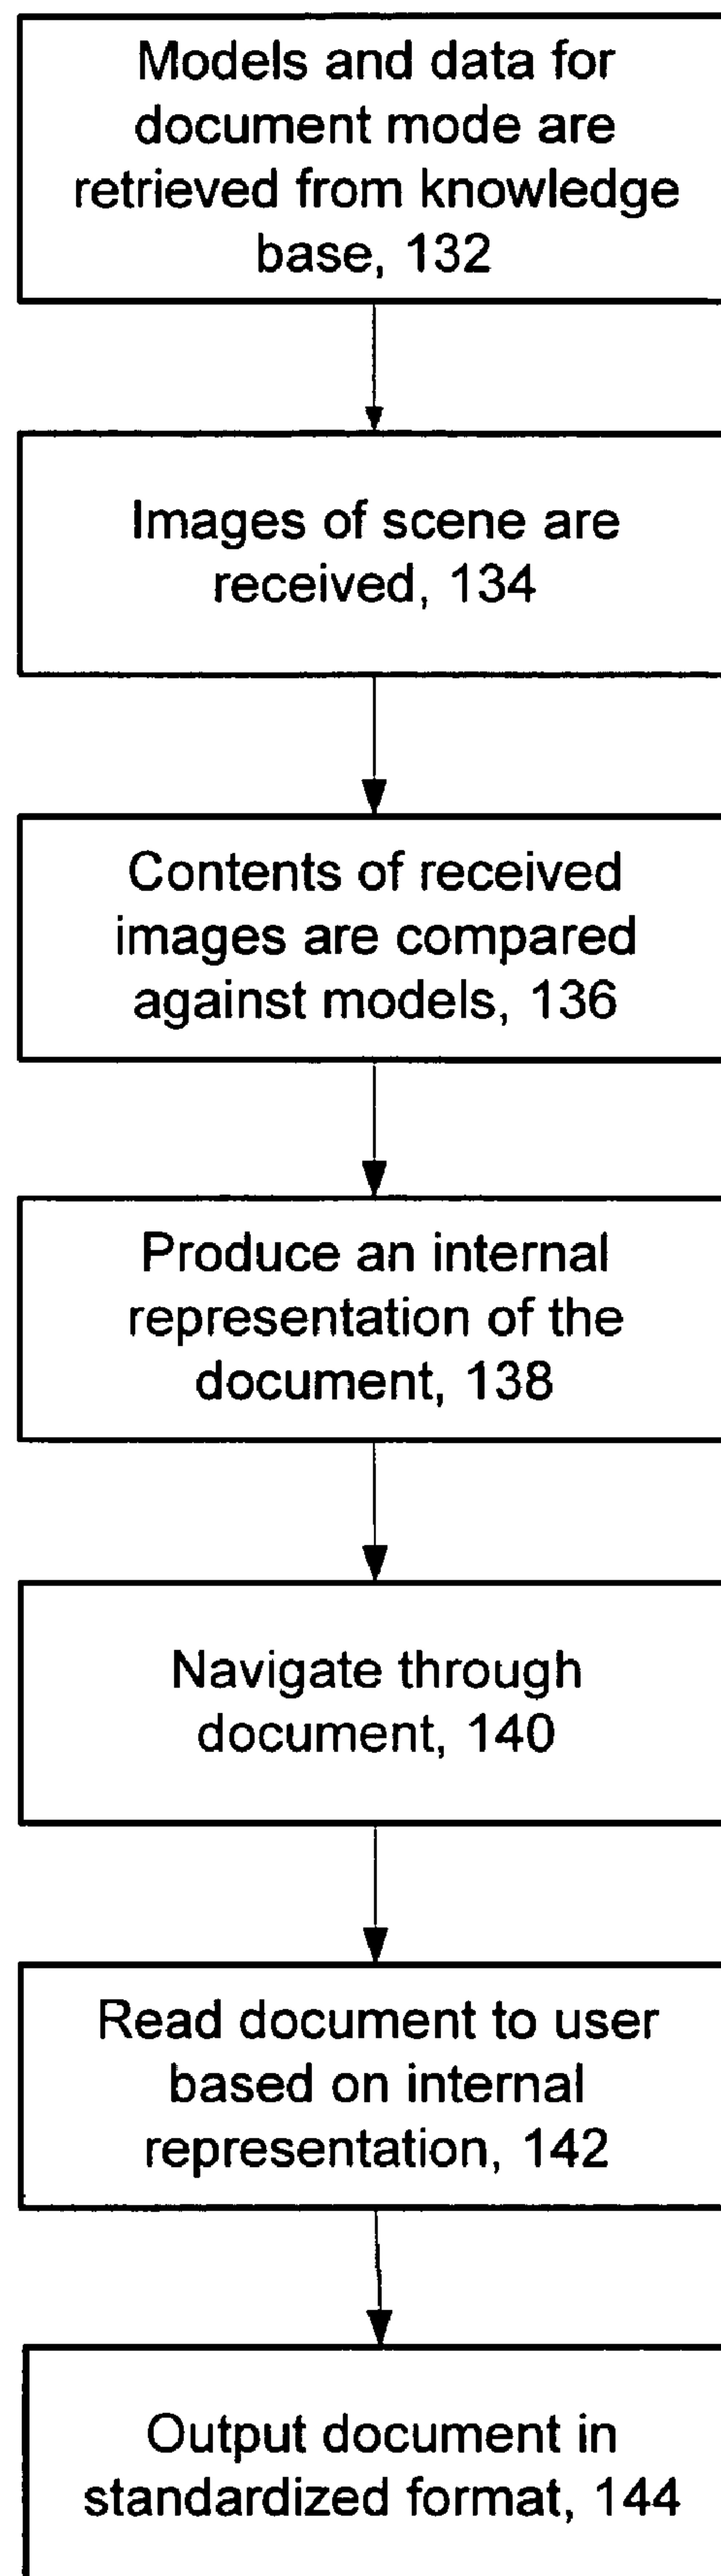 Models and data for
document mode are
retrieved from knowledge
base, 132
Images of scene are
received, 134
Contents of received
images are compared
against models, 136
Produce an internal
representation of the
document, 138
Navigate through
document, 140
Read document to user
based on internal
representation, 142
Output document in
standardized format, 144